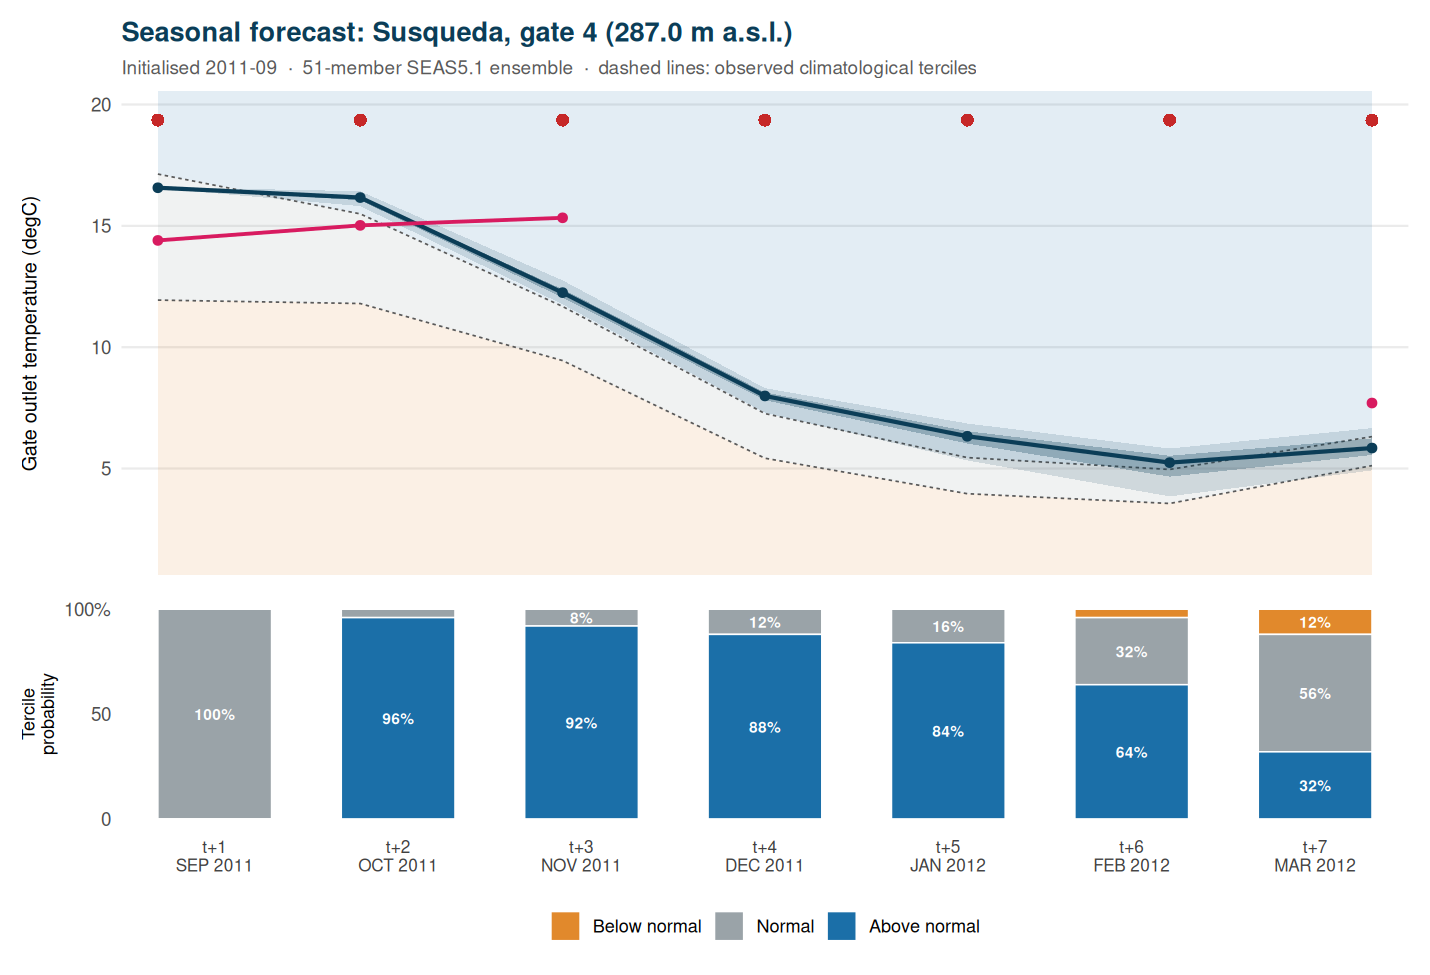 Seasonal forecast: Susqueda, gate 4 (287.0 m a.s.l.)
Initialised 2011-09 · 51-member SEAS5.1 ensemble · dashed lines: observed climatological terciles
Gate outlet temperature (degC)
20
15
10
5
Tercile
probability
100%
50
0
100%
96%
8%
92%
12%
88%
16%
84%
32%
64%
12%
56%
32%
t+1
SEP 2011
t+2
OCT 2011
t+3
NOV 2011
t+4
DEC 2011
t+5
JAN 2012
t+6
FEB 2012
t+7
MAR 2012
Below normal
Normal
Above normal